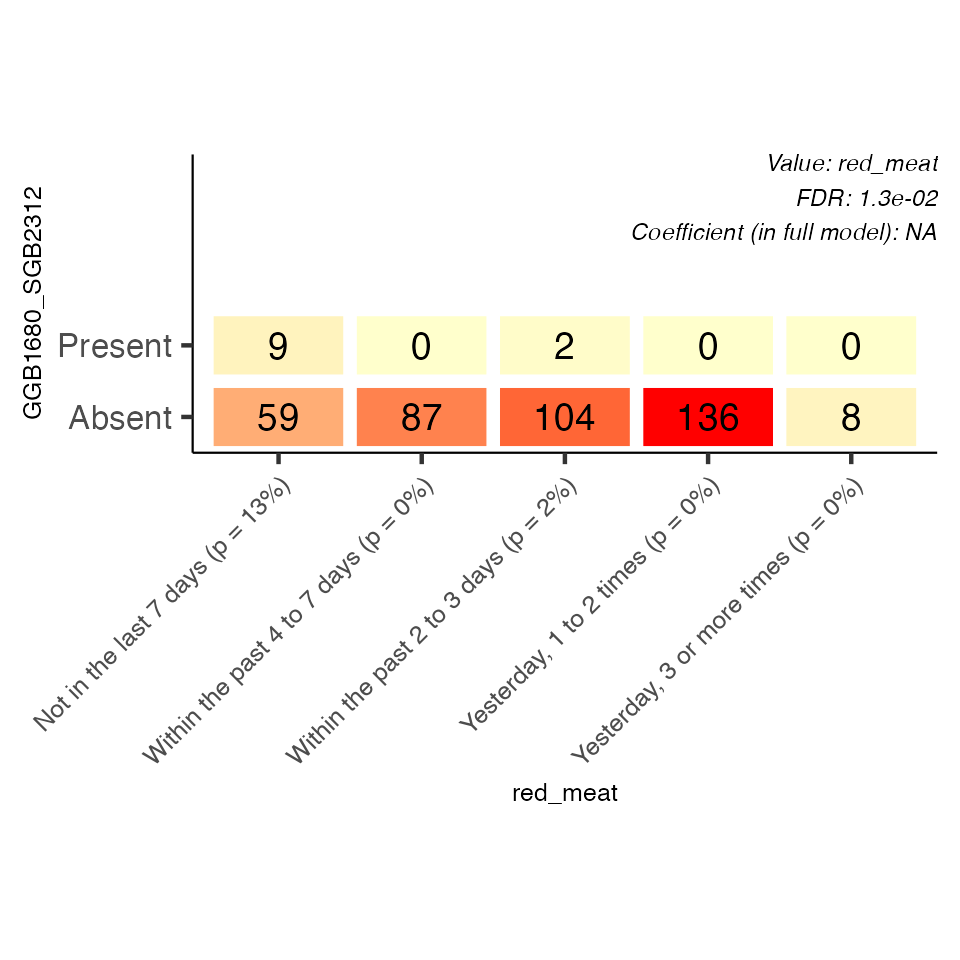 Value: red_meat
FDR: 1.3e-02
Coefficient (in full model): NA
GGB1680_SGB2312
Present
9
0
2
0
0
Absent
59
87
104
136
8
Not in the last 7 days (p = 13%)
Within the past 4 to 7 days (p = 0%)
Within the past 2 to 3 days (p = 2%)
Yesterday, 1 to 2 times (p = 0%)
Yesterday, 3 or more times (p = 0%)
red_meat